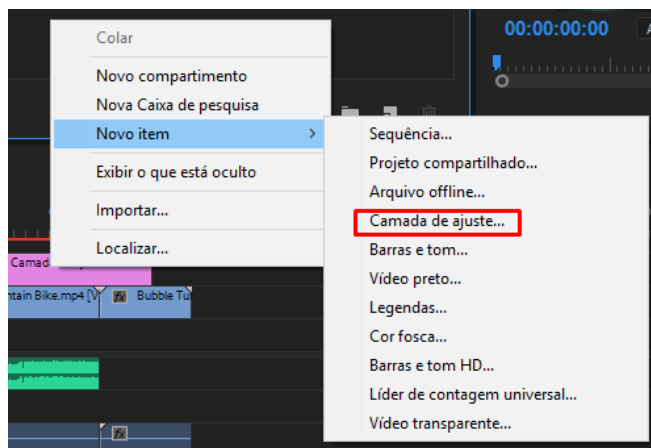 00:00:00:00
Colar
Novo compartimento
Nova Caixa de pesquisa
Novo item >
Exibir o que está oculto
Importar...
Localizar...
Sequência...
Projeto compartilhado...
Arquivo offline...
Camada de ajuste...
Barras e tom...
Vídeo preto...
Legendas...
Cor fosca...
Barras e tom HD...
Líder de contagem universal...
Vídeo transparente...
Camad
ntain Bike.mp4 [V
fx Bubble Tu
fx